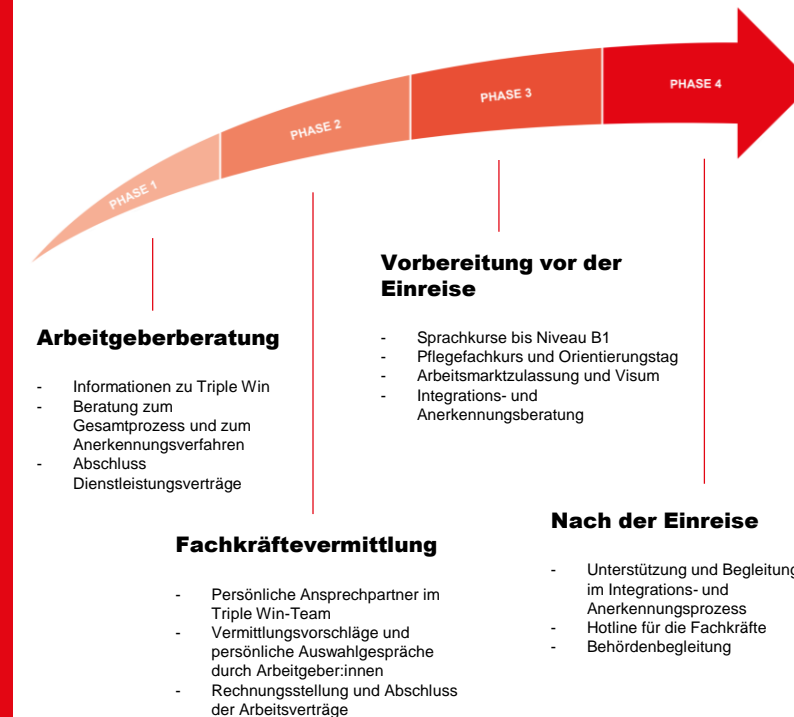 PHASE 1
PHASE 2
PHASE 3
PHASE 4
Arbeitgeberberatung
- Informationen zu Triple Win
- Beratung zum
Gesamtprozess und zum
Anerkennungsverfahren
- Abschluss
Dienstleistungsverträge
Fachkräftevermittlung
- Persönliche Ansprechpartner im
Triple Win-Team
- Vermittlungsvorschläge und
persönliche Auswahlgespräche
durch Arbeitgeber:innen
- Rechnungsstellung und Abschluss
der Arbeitsverträge
Vorbereitung vor der
Einreise
- Sprachkurse bis Niveau B1
- Pflegefachkurs und Orientierungstag
- Arbeitsmarktzulassung und Visum
- Integrations- und
Anerkennungsberatung
Nach der Einreise
- Unterstützung und Begleitung
im Integrations- und
Anerkennungsprozess
- Hotline für die Fachkräfte
- Behördenbegleitung